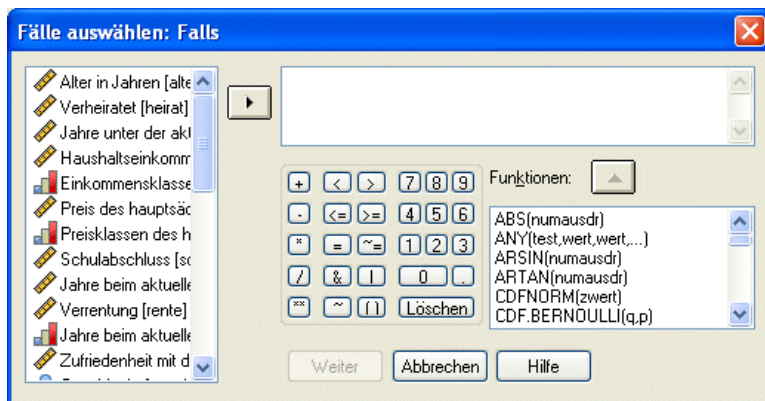 Fälle auswählen: Falls
Alter in Jahren [alte
Verheiratet [heirat]
Jahre unter der akt
Haushaltseinkomm
Einkommensklasse
Preis des hauptsäc
Preisklassen des h
Schulabschluss [sc
Jahre beim aktuelle
Verrentung [rente]
Jahre beim aktuelle
Zufriedenheit mit d
+ < > 7 8 9
- <= >= 4 5 6
* = ~= 1 2 3
/ & | 0 .
** ~ () Löschen
Funktionen:
ABS(numausdr)
ANY(test,wert,wert,...)
ARSIN(numausdr)
ARTAN(numausdr)
CDFNORM(zwert)
CDF.BERNOULLI(q,p)
Weiter Abbrechen Hilfe